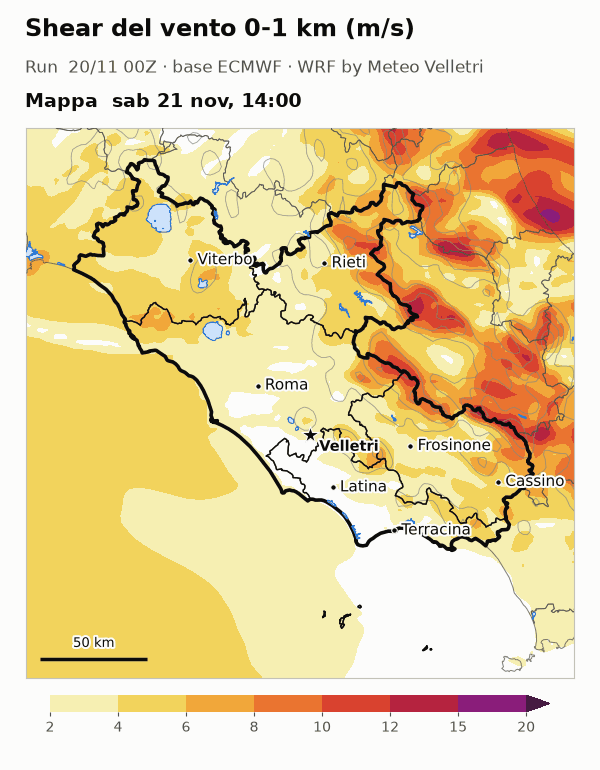 Shear del vento 0-1 km (m/s)
Run 20/11 00Z · base ECMWF · WRF by Meteo Velletri
Mappa sab 21 nov, 14:00
Viterbo
Rieti
Roma
Velletri
Frosinone
Latina
Cassino
Terracina
50 km
2 4 6 8 10 12 15 20